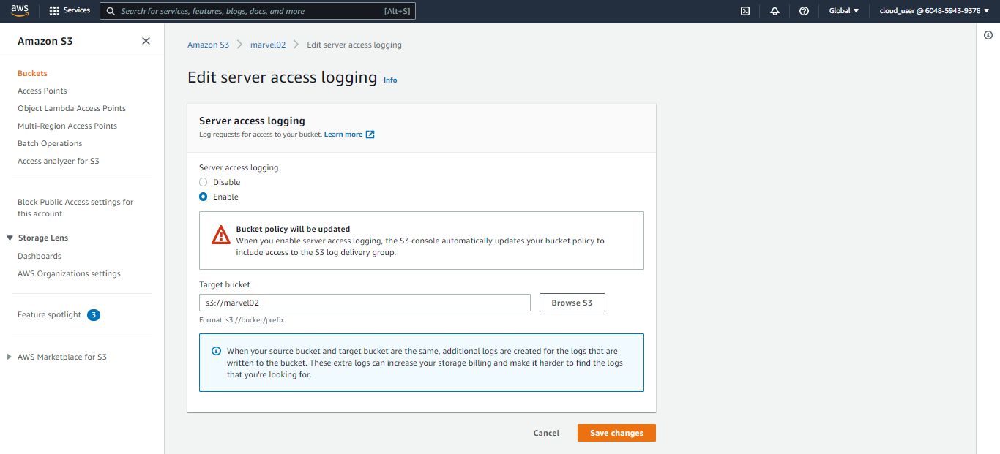 aws Services Search for services, features, blogs, docs, and more [Alt+S] Global cloud_user @ 6048-5943-9378
Amazon S3
Buckets
Access Points
Object Lambda Access Points
Multi-Region Access Points
Batch Operations
Access analyzer for S3
Block Public Access settings for
this account
Storage Lens
Dashboards
AWS Organizations settings
Feature spotlight 3
AWS Marketplace for S3
Amazon S3 marvel02 Edit server access logging
Edit server access logging Info
Server access logging
Log requests for access to your bucket. Learn more
Server access logging
Disable
Enable
Bucket policy will be updated
When you enable server access logging, the S3 console automatically updates your bucket policy to
include access to the S3 log delivery group.
Target bucket
s3://marvel02 Browse S3
Format: s3://bucket/prefix
When your source bucket and target bucket are the same, additional logs are created for the logs that are
written to the bucket. These extra logs can increase your storage billing and make it harder to find the logs
that you're looking for.
Cancel Save changes